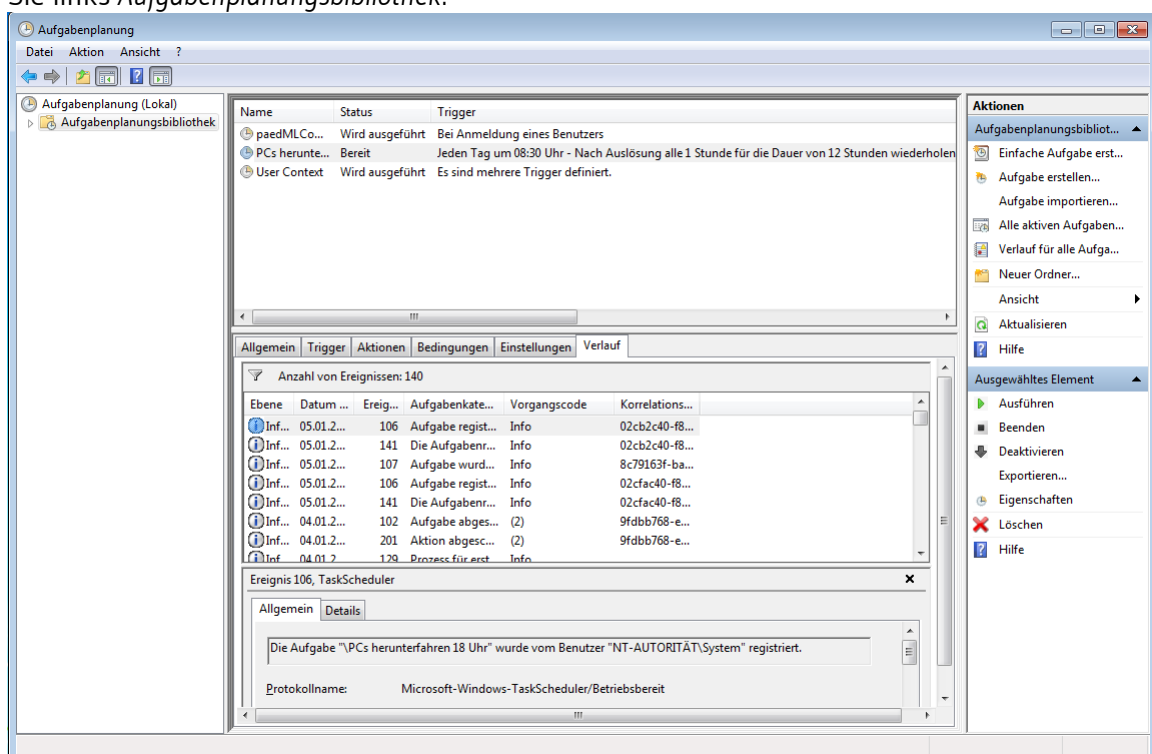 Sie links Aufgabenplanungsbibliothek.
Aufgabenplanung
Datei Aktion Ansicht ?
Aufgabenplanung (Lokal)
Aufgabenplanungsbibliothek
Name Status Trigger
paedMLCo... Wird ausgeführt Bei Anmeldung eines Benutzers
PCs herunte... Bereit Jeden Tag um 08:30 Uhr - Nach Auslösung alle 1 Stunde für die Dauer von 12 Stunden wiederholen
User Context Wird ausgeführt Es sind mehrere Trigger definiert.
Allgemein Trigger Aktionen Bedingungen Einstellungen Verlauf
Anzahl von Ereignissen: 140
Ebene Datum ... Ereig... Aufgabenkate... Vorgangscode Korrelations...
Inf... 05.01.2... 106 Aufgabe regist... Info 02cb2c40-f8...
Inf... 05.01.2... 141 Die Aufgabenr... Info 02cb2c40-f8...
Inf... 05.01.2... 107 Aufgabe wurd... Info 8c79163f-ba...
Inf... 05.01.2... 106 Aufgabe regist... Info 02cfac40-f8...
Inf... 05.01.2... 141 Die Aufgabenr... Info 02cfac40-f8...
Inf... 04.01.2... 102 Aufgabe abges... (2) 9fdbb768-e...
Inf... 04.01.2... 201 Aktion abgesc... (2) 9fdbb768-e...
Inf... 04.01.2... 129 Prozess für erst... Info
Ereignis 106, TaskScheduler
Allgemein Details
Die Aufgabe "\PCs herunterfahren 18 Uhr" wurde vom Benutzer "NT-AUTORITÄT\System" registriert.
Protokollname: Microsoft-Windows-TaskScheduler/Betriebsbereit
Aktionen
Aufgabenplanungsbibliot...
Einfache Aufgabe erst...
Aufgabe erstellen...
Aufgabe importieren...
Alle aktiven Aufgaben...
Verlauf für alle Aufga...
Neuer Ordner...
Ansicht
Aktualisieren
Hilfe
Ausgewähltes Element
Ausführen
Beenden
Deaktivieren
Exportieren...
Eigenschaften
Löschen
Hilfe